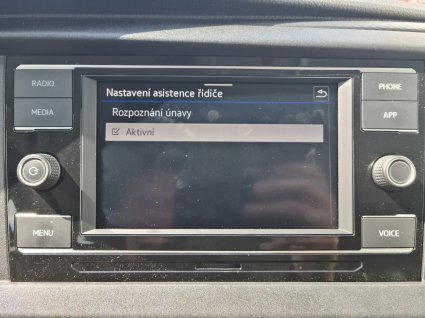 Nastavení asistence řidiče
RADIO
PHONE
Rozpoznání únavy
MEDIA
APP
Aktivní
MENU
VOICE